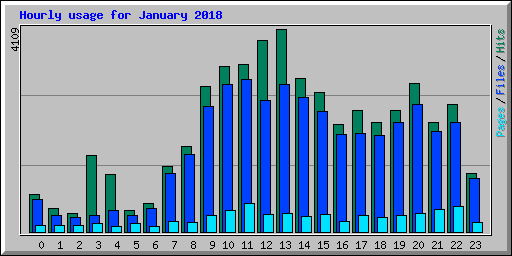 Hourly usage for January 2018
4109
Pages/Files/Hits
0 1 2 3 4 5 6 7 8 9 10 11 12 13 14 15 16 17 18 19 20 21 22 23